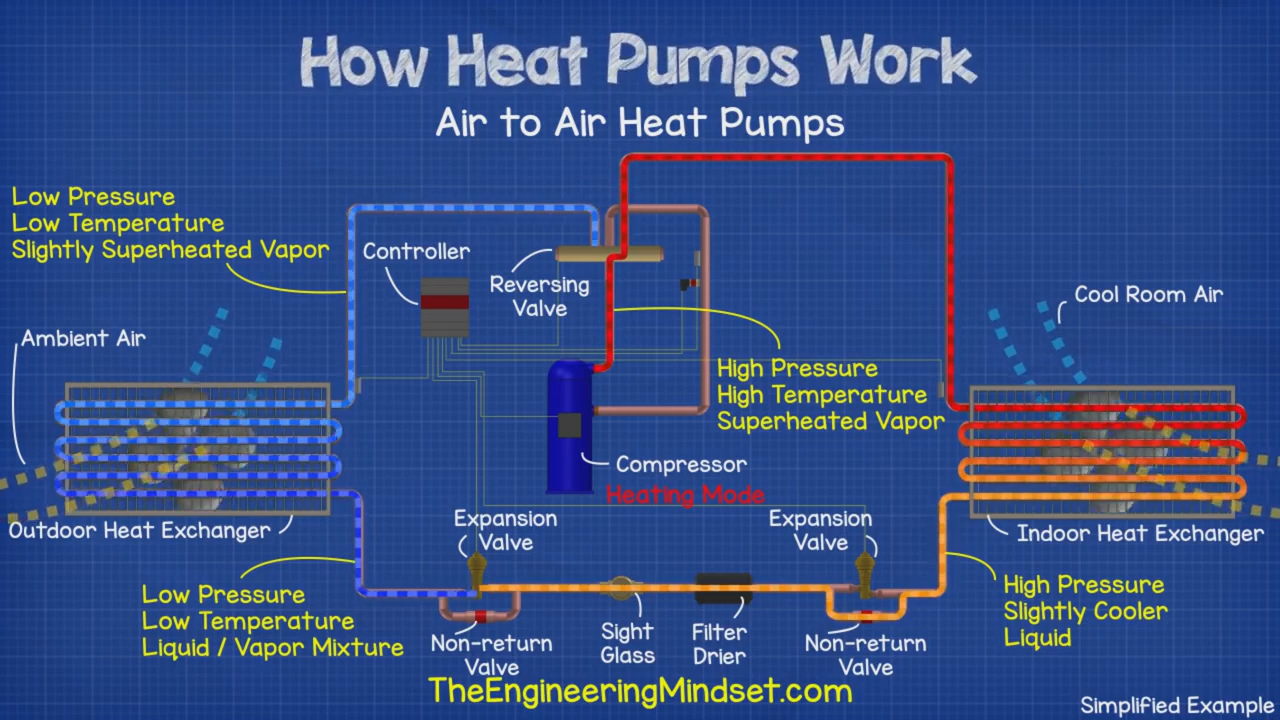 How Heat Pumps Work
Air to Air Heat Pumps
Low Pressure
Low Temperature
Slightly Superheated Vapor
Controller
Reversing
Valve
Cool Room Air
Ambient Air
High Pressure
High Temperature
Superheated Vapor
Compressor
Heating Mode
Outdoor Heat Exchanger
Expansion
Valve
Expansion
Valve
Indoor Heat Exchanger
Low Pressure
Low Temperature
Liquid / Vapor Mixture
Non-return
Valve
Sight
Glass
Filter
Drier
Non-return
Valve
High Pressure
Slightly Cooler
Liquid
TheEngineeringMindset.com
Simplified Example